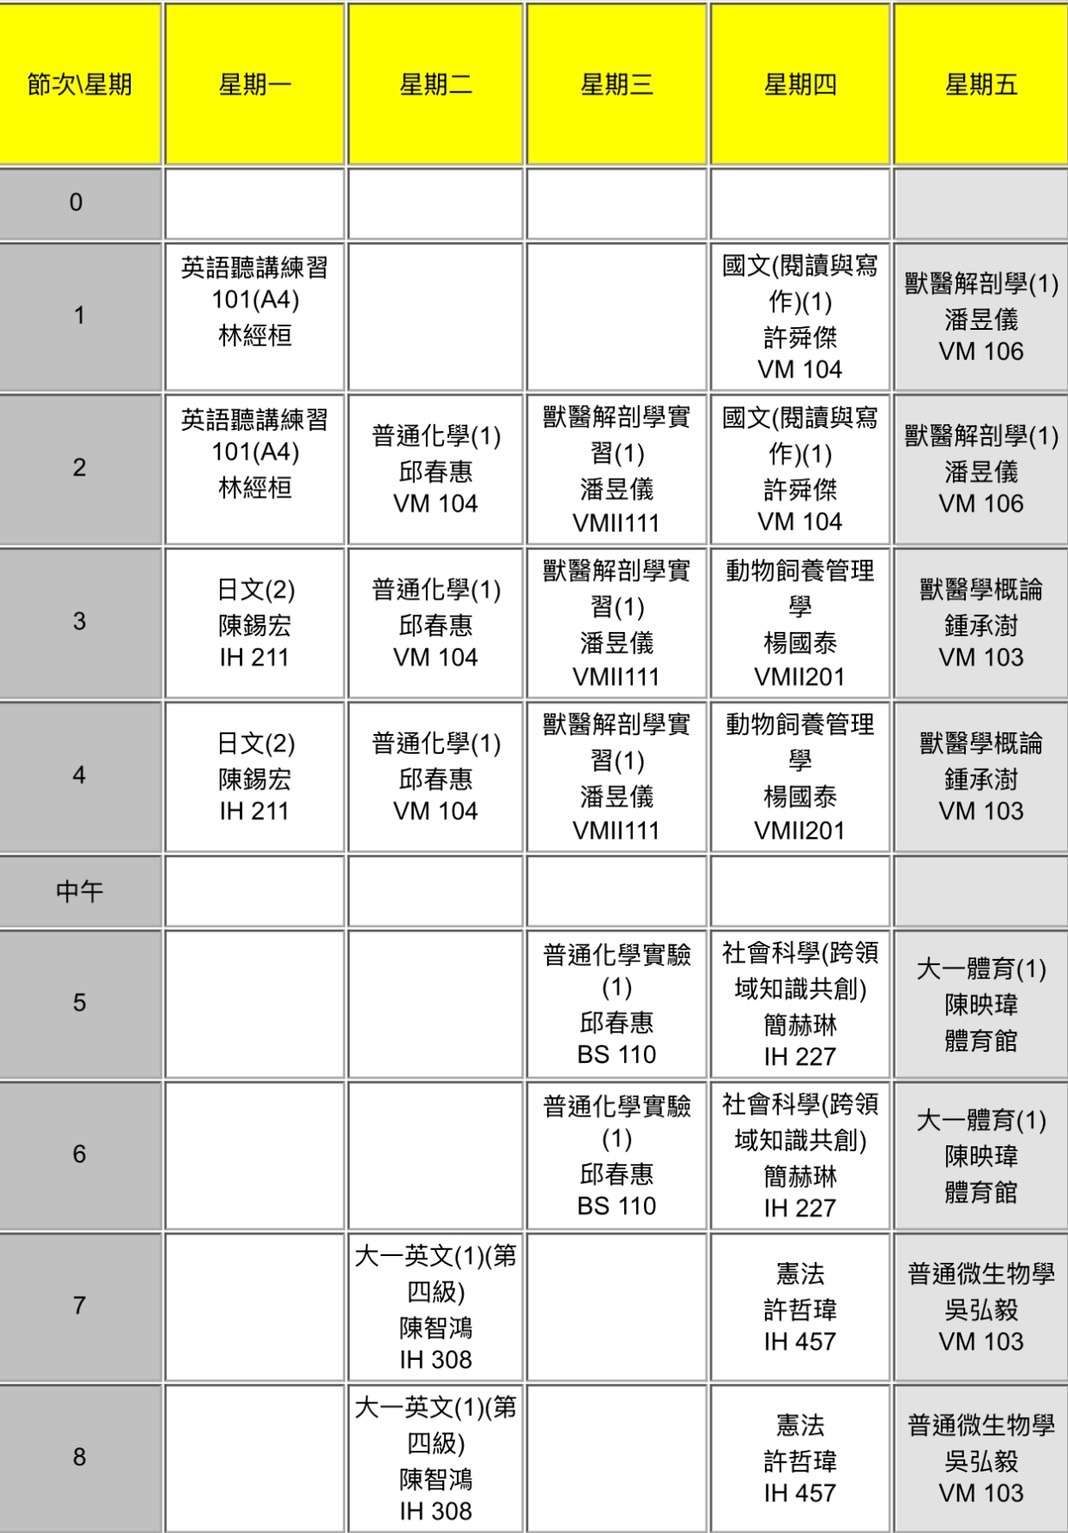 節次\星期
星期一
星期二
星期三
星期四
星期五
0
1
英語聽講練習
101(A4)
林經桓
國文(閱讀與寫
作)(1)
許舜傑
VM 104
獸醫解剖學(1)
潘昱儀
VM 106
2
英語聽講練習
101(A4)
林經桓
普通化學(1)
邱春惠
VM 104
獸醫解剖學實
習(1)
潘昱儀
VMII111
國文(閱讀與寫
作)(1)
許舜傑
VM 104
獸醫解剖學(1)
潘昱儀
VM 106
3
日文(2)
陳錫宏
IH 211
普通化學(1)
邱春惠
VM 104
獸醫解剖學實
習(1)
潘昱儀
VMII111
動物飼養管理
學
楊國泰
VMII201
獸醫學概論
鍾承澍
VM 103
4
日文(2)
陳錫宏
IH 211
普通化學(1)
邱春惠
VM 104
獸醫解剖學實
習(1)
潘昱儀
VMII111
動物飼養管理
學
楊國泰
VMII201
獸醫學概論
鍾承澍
VM 103
中午
5
普通化學實驗
(1)
邱春惠
BS 110
社會科學(跨領
域知識共創)
簡赫琳
IH 227
大一體育(1)
陳映瑋
體育館
6
普通化學實驗
(1)
邱春惠
BS 110
社會科學(跨領
域知識共創)
簡赫琳
IH 227
大一體育(1)
陳映瑋
體育館
7
大一英文(1)(第
四級)
陳智鴻
IH 308
憲法
許哲瑋
IH 457
普通微生物學
吳弘毅
VM 103
8
大一英文(1)(第
四級)
陳智鴻
IH 308
憲法
許哲瑋
IH 457
普通微生物學
吳弘毅
VM 103